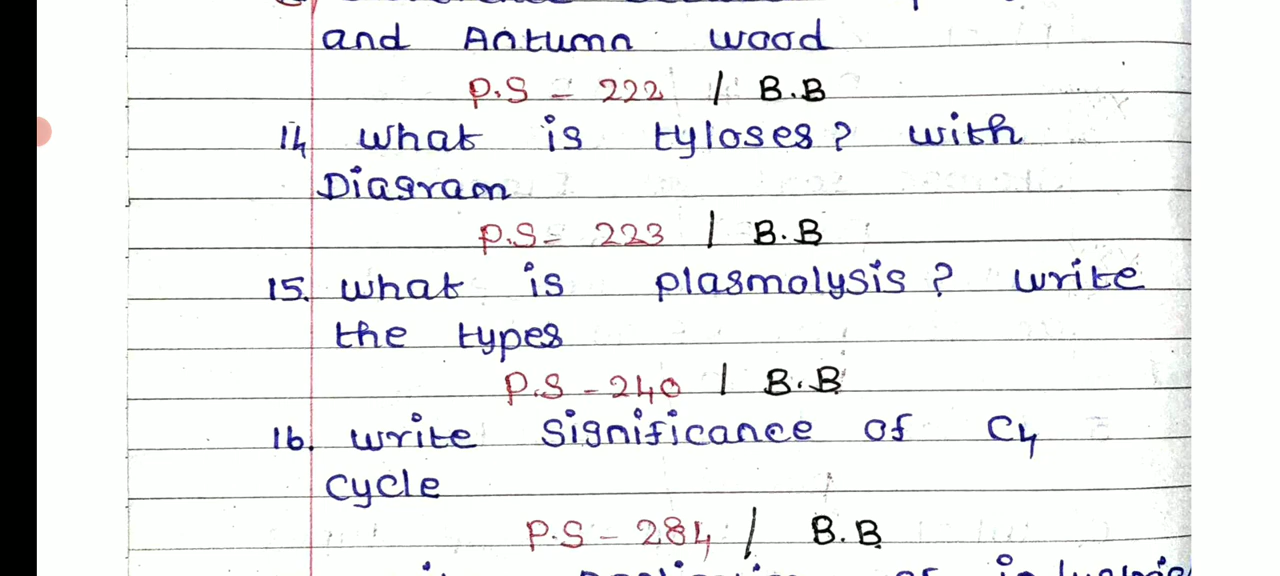 and Antumn wood
P.S - 222 / B.B
14 what is tyloses? with
Diagram
P.S- 223 / B.B
15. what is plasmolysis? write
the types
P.S -240 / B.B
16. write significance of C4
cycle
P.S - 284 / B.B
of